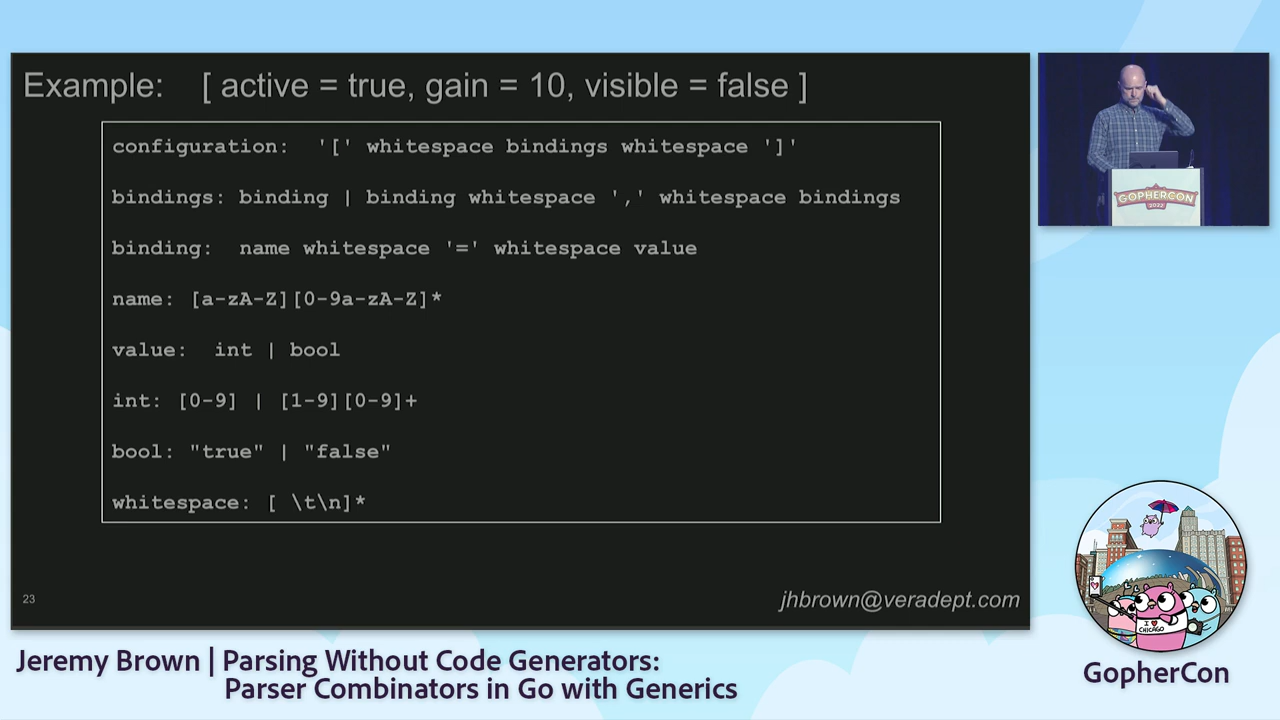 Example: [ active = true, gain = 10, visible = false ]
configuration: '[' whitespace bindings whitespace ']'
bindings: binding | binding whitespace ',' whitespace bindings
binding: name whitespace '=' whitespace value
name: [a-zA-Z][0-9a-zA-Z]*
value: int | bool
int: [0-9] | [1-9][0-9]+
bool: "true" | "false"
whitespace: [ \t\n]*
23
jhbrown@veradept.com
GOPHERCON
2022
I ♥
CHICAGO
GopherCon
Jeremy Brown | Parsing Without Code Generators:
Parser Combinators in Go with Generics